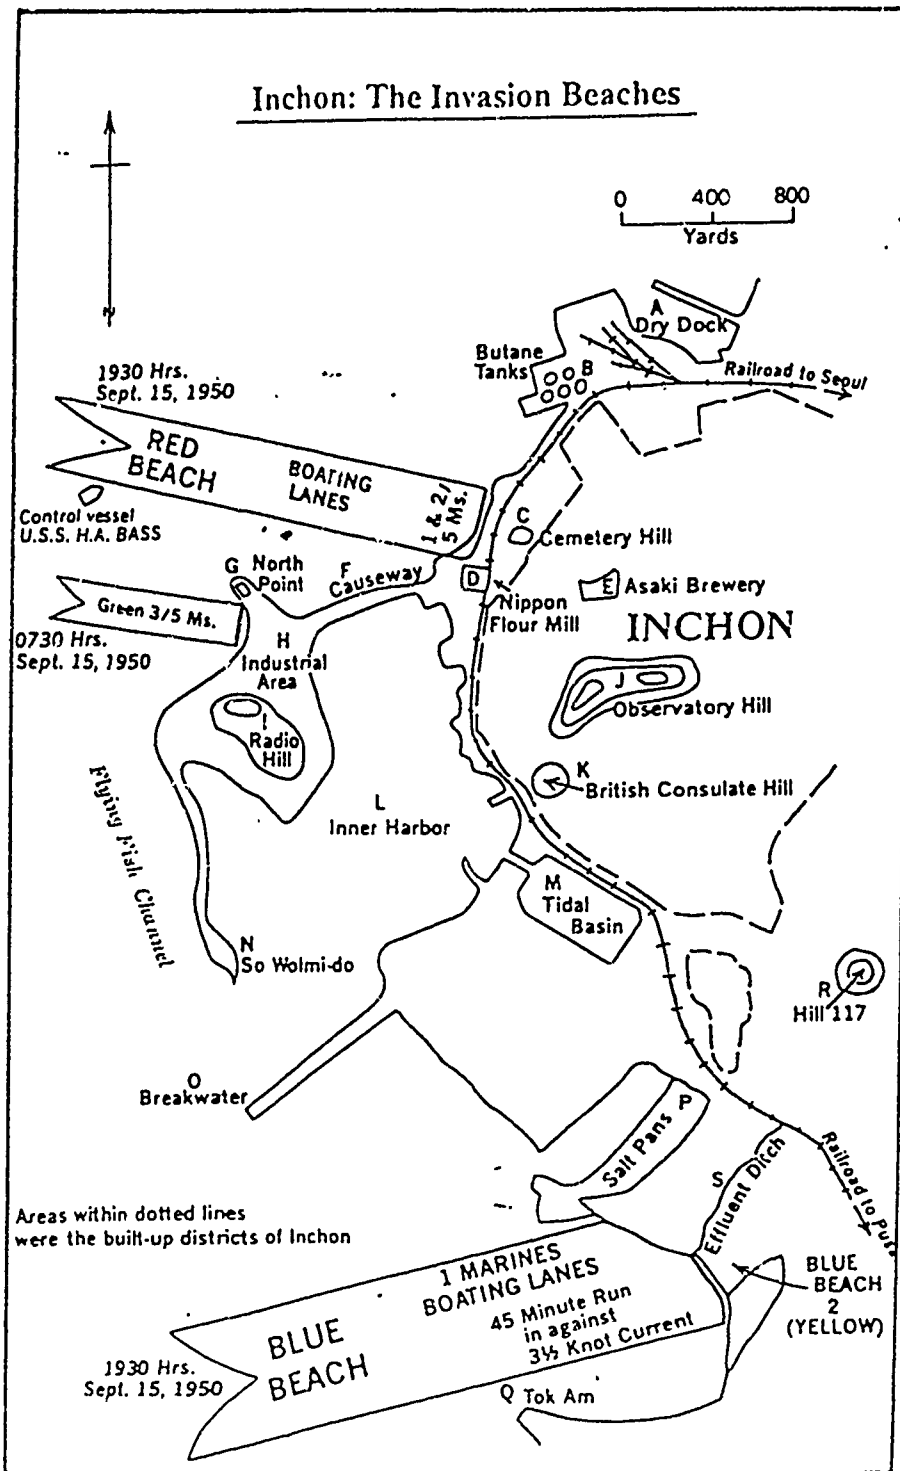 Inchon: The Invasion Beaches
0 400 800
Yards
N
A
Dry Dock
Butane
Tanks
B
Railroad to Seoul
1930 Hrs.
Sept. 15, 1950
RED
BEACH
BOATING
LANES
1 & 2/
5 Ms.
Control vessel
U.S.S. H.A. BASS
C
Cemetery Hill
G
North
Point
F
Causeway
D
Nippon
Flour Mill
E
Asaki Brewery
Green 3/5 Ms.
0730 Hrs.
Sept. 15, 1950
INCHON
H
Industrial
Area
I
Radio
Hill
J
Observatory Hill
K
British Consulate Hill
Flying Fish Channel
L
Inner Harbor
M
Tidal
Basin
N
So Wolmi-do
R
Hill 117
O
Breakwater
P
Salt Pans
S
Effluent Ditch
Railroad to Pus
Areas within dotted lines
were the built-up districts of Inchon
1 MARINES
BOATING LANES
BLUE
BEACH
45 Minute Run
in against
3½ Knot Current
BLUE
BEACH
2
(YELLOW)
1930 Hrs.
Sept. 15, 1950
Q
Tok Am